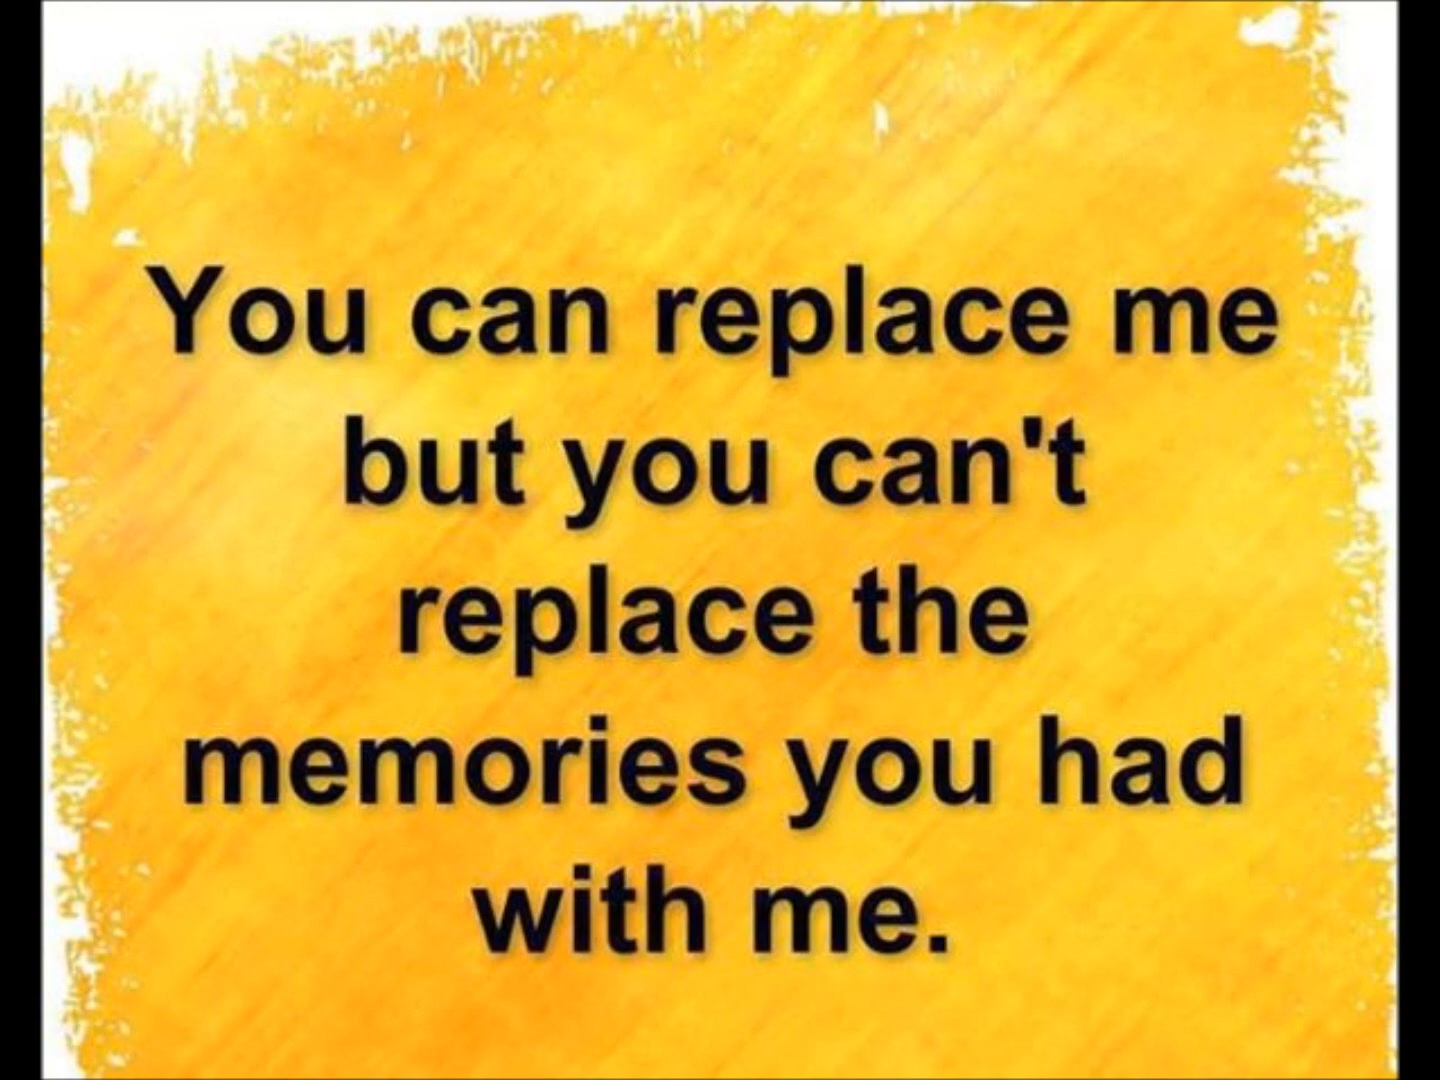 You can replace me
but you can't
replace the
memories you had
with me.